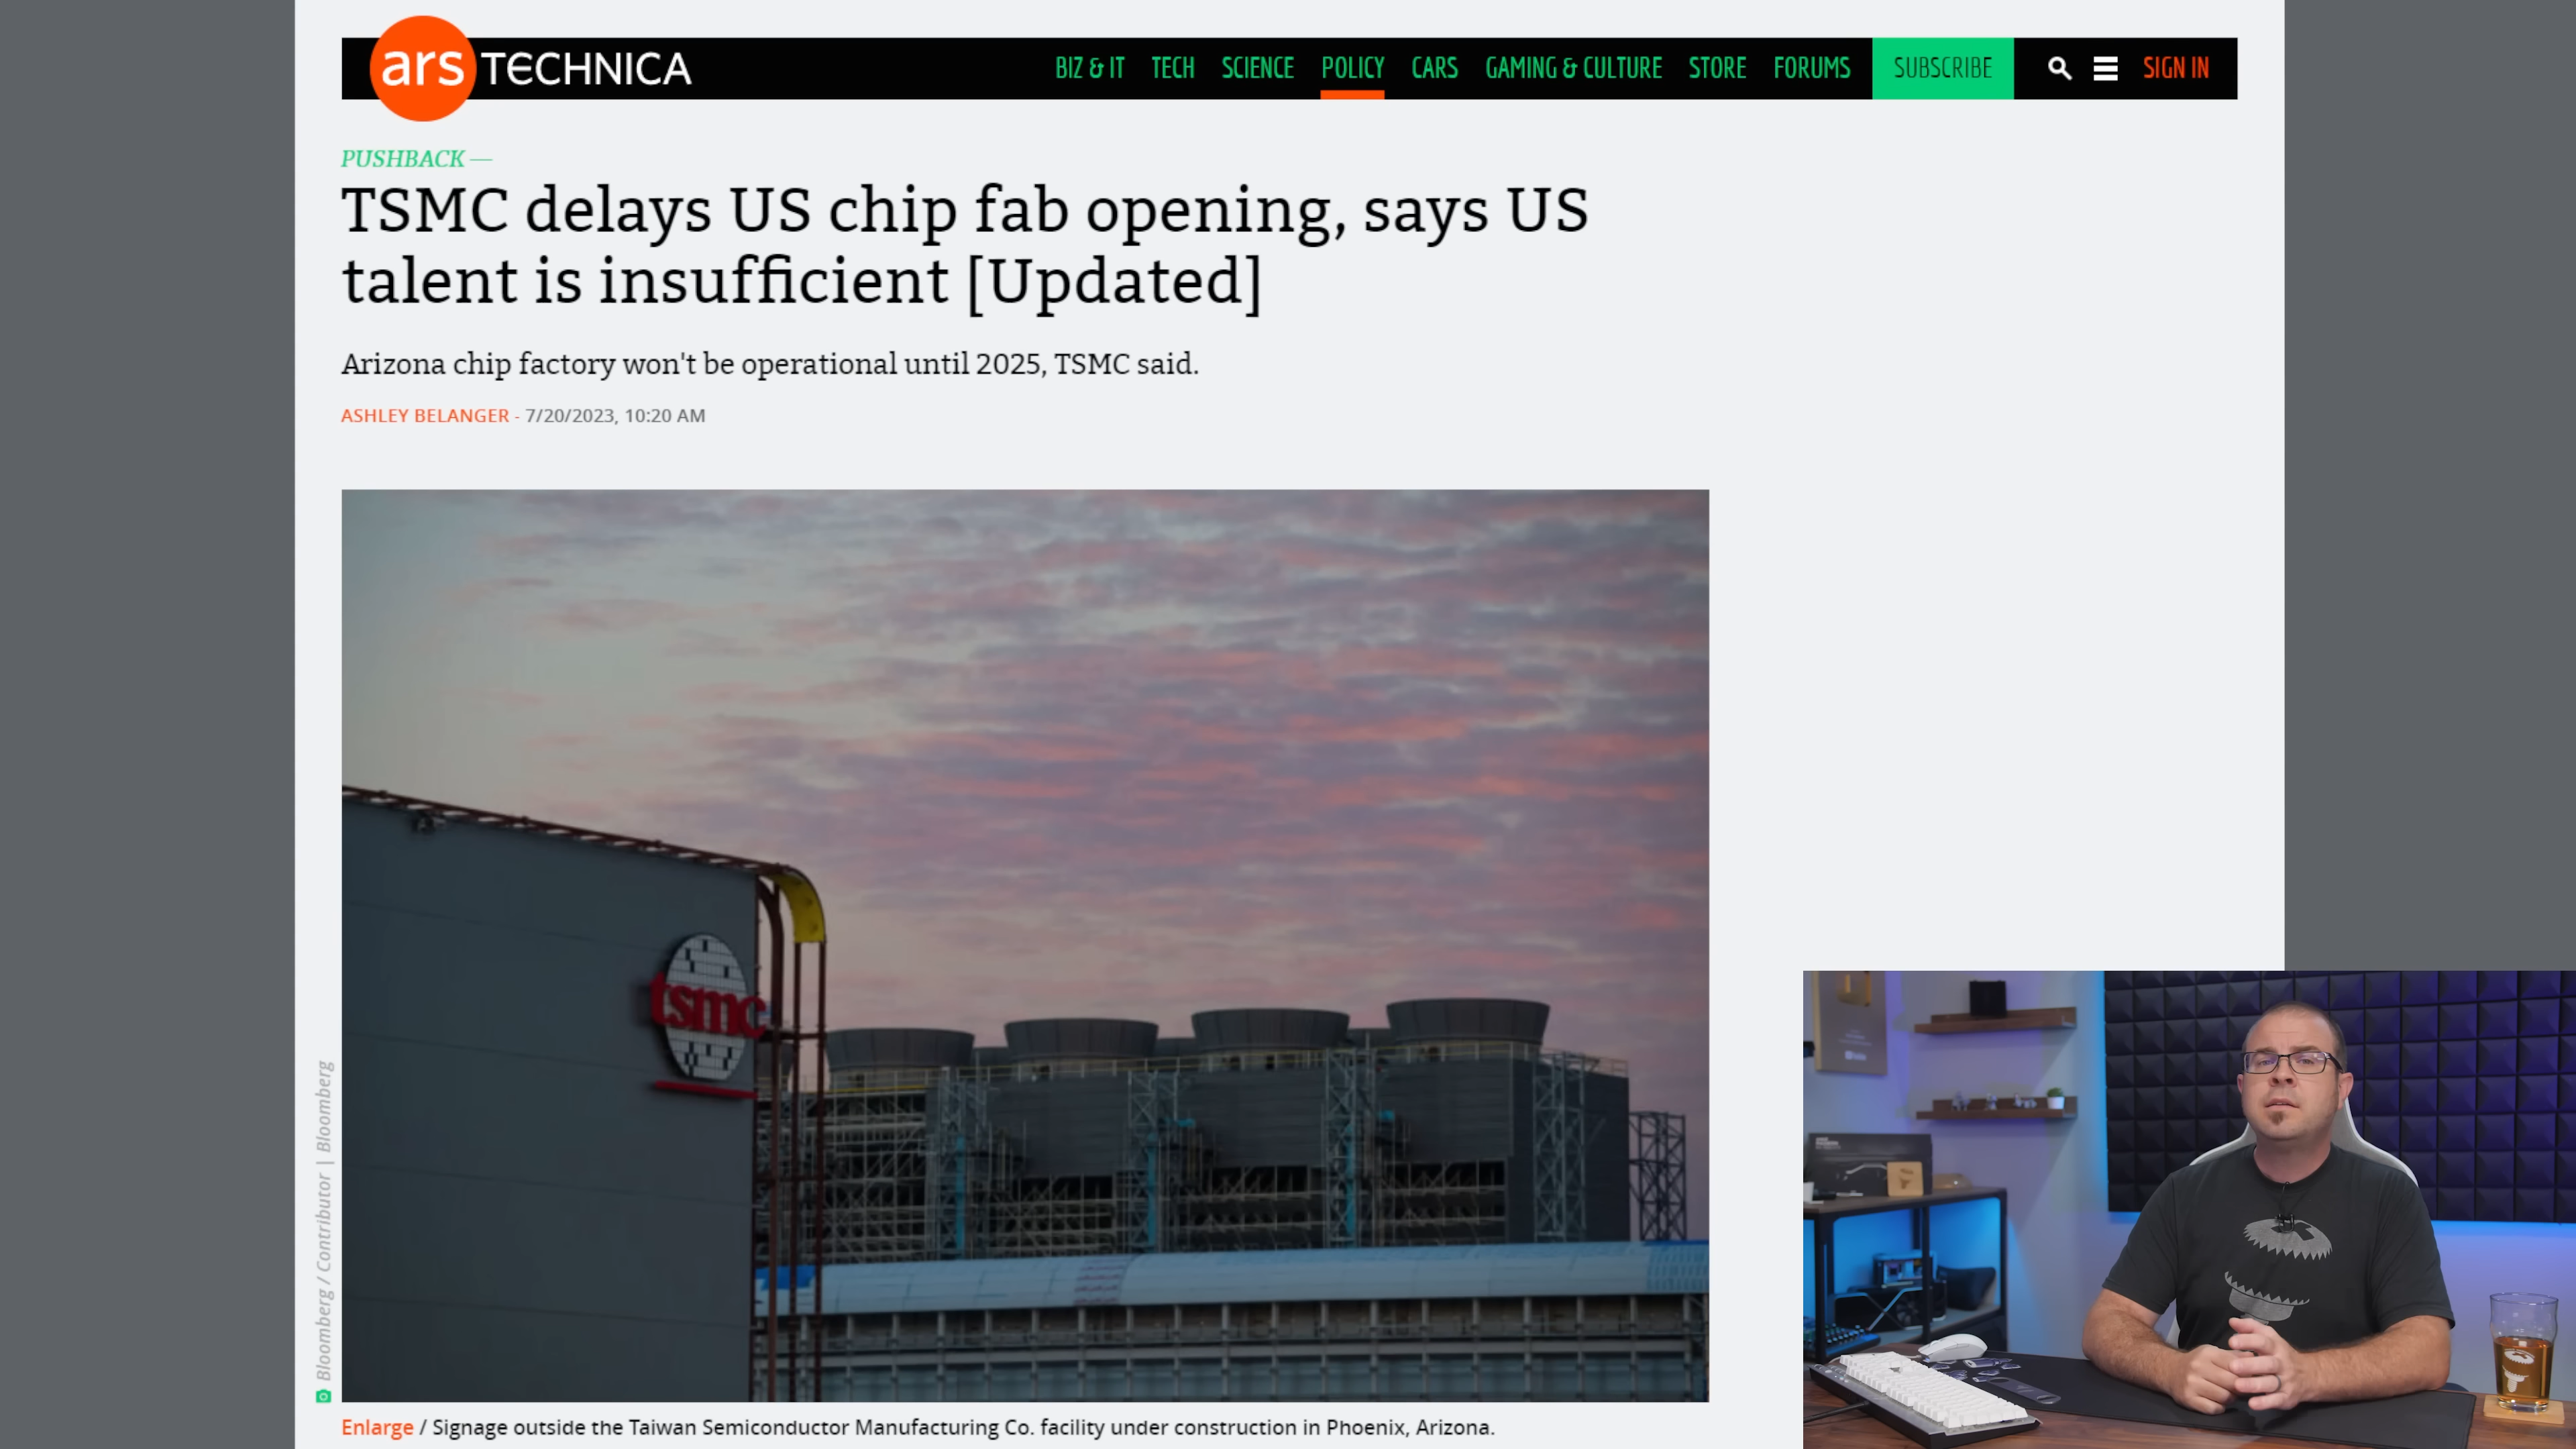 ars TECHNICA
BIZ & IT TECH SCIENCE POLICY CARS GAMING & CULTURE STORE FORUMS SUBSCRIBE SIGN IN
PUSHBACK —
TSMC delays US chip fab opening, says US
talent is insufficient [Updated]
Arizona chip factory won't be operational until 2025, TSMC said.
ASHLEY BELANGER - 7/20/2023, 10:20 AM
tsmc
Bloomberg / Contributor | Bloomberg
Enlarge / Signage outside the Taiwan Semiconductor Manufacturing Co. facility under construction in Phoenix, Arizona.